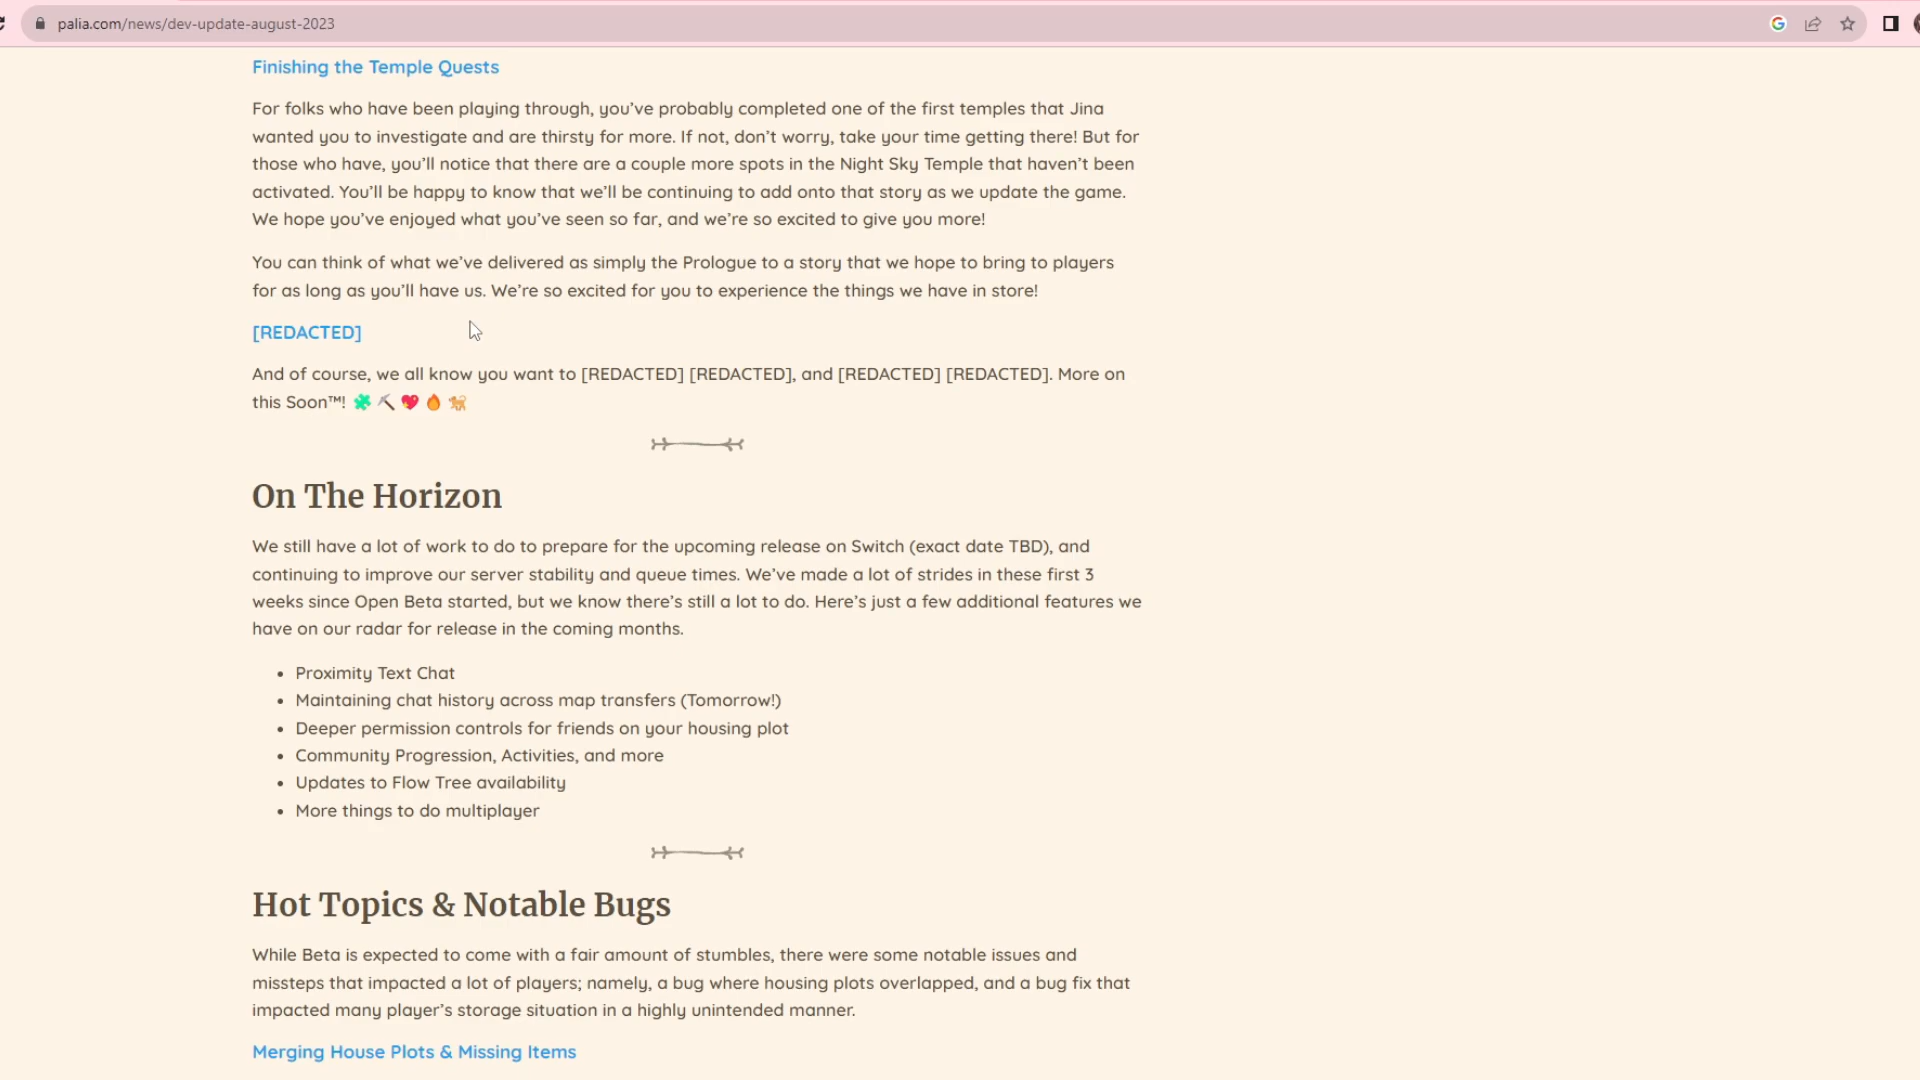 palia.com/news/dev-update-august-2023
Finishing the Temple Quests
For folks who have been playing through, you’ve probably completed one of the first temples that Jina
wanted you to investigate and are thirsty for more. If not, don’t worry, take your time getting there! But for
those who have, you’ll notice that there are a couple more spots in the Night Sky Temple that haven’t been
activated. You’ll be happy to know that we’ll be continuing to add onto that story as we update the game.
We hope you’ve enjoyed what you’ve seen so far, and we’re so excited to give you more!
You can think of what we’ve delivered as simply the Prologue to a story that we hope to bring to players
for as long as you’ll have us. We’re so excited for you to experience the things we have in store!
[REDACTED]
And of course, we all know you want to [REDACTED] [REDACTED], and [REDACTED] [REDACTED]. More on
this Soon™! 🧩 ⛏️ 💖 🔥 🐈
On The Horizon
We still have a lot of work to do to prepare for the upcoming release on Switch (exact date TBD), and
continuing to improve our server stability and queue times. We’ve made a lot of strides in these first 3
weeks since Open Beta started, but we know there’s still a lot to do. Here’s just a few additional features we
have on our radar for release in the coming months.
• Proximity Text Chat
• Maintaining chat history across map transfers (Tomorrow!)
• Deeper permission controls for friends on your housing plot
• Community Progression, Activities, and more
• Updates to Flow Tree availability
• More things to do multiplayer
Hot Topics & Notable Bugs
While Beta is expected to come with a fair amount of stumbles, there were some notable issues and
missteps that impacted a lot of players; namely, a bug where housing plots overlapped, and a bug fix that
impacted many player’s storage situation in a highly unintended manner.
Merging House Plots & Missing Items